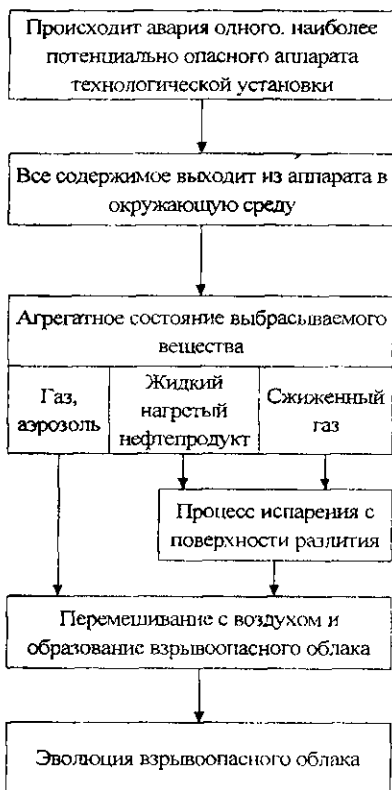 Происходит авария одного. наиболее
потенциально опасного аппарата
технологической установки
Все содержимое выходит из аппарата в
окружающую среду
Агрегатное состояние выбрасываемого
вещества
Газ,
аэрозоль
Жидкий
нагретый
нефтепродукт
Сжиженный
газ
Процесс испарения с
поверхности разлития
Перемешивание с воздухом и
образование взрывоопасного облака
Эволюция взрывоопасного облака